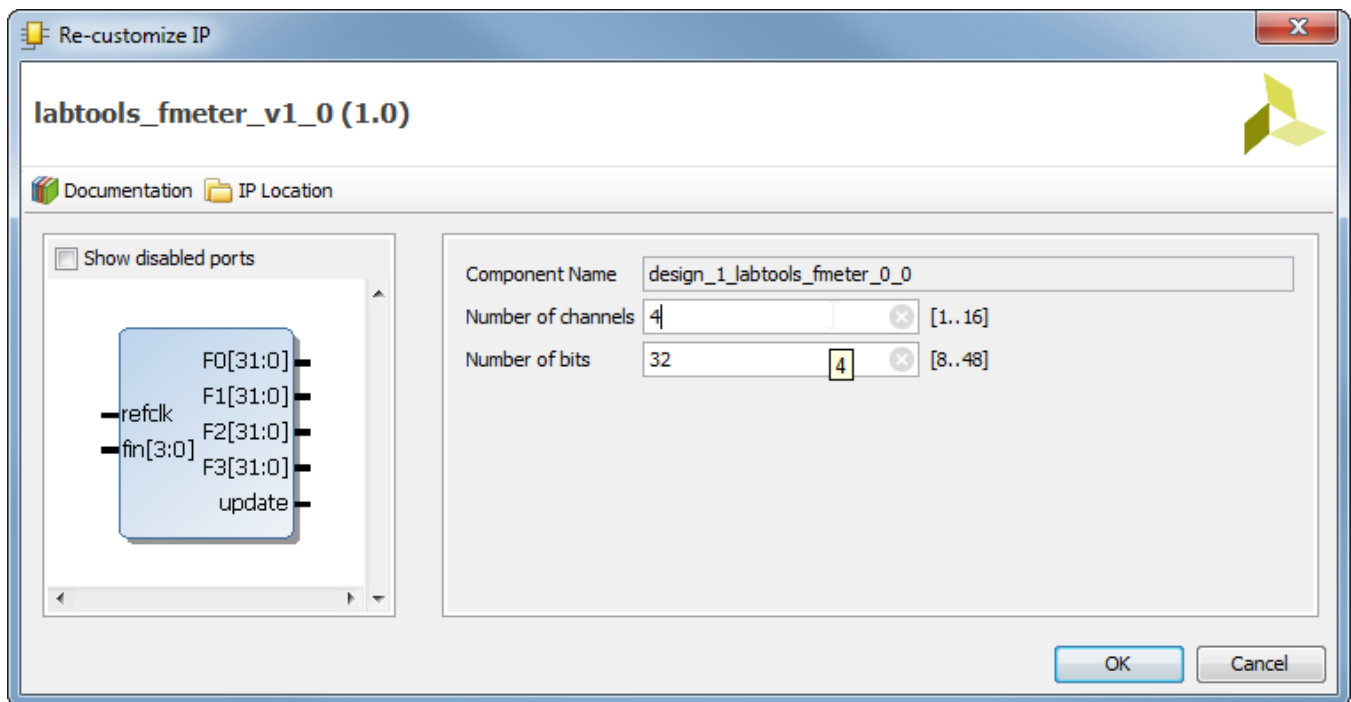 Re-customize IP
labtools_fmeter_v1_0 (1.0)
Documentation IP Location
Show disabled ports
F0[31:0]
F1[31:0]
refclk
F2[31:0]
fin[3:0]
F3[31:0]
update
Component Name design_1_labtools_fmeter_0_0
Number of channels 4 [1..16]
Number of bits 32 [8..48]
4
OK Cancel